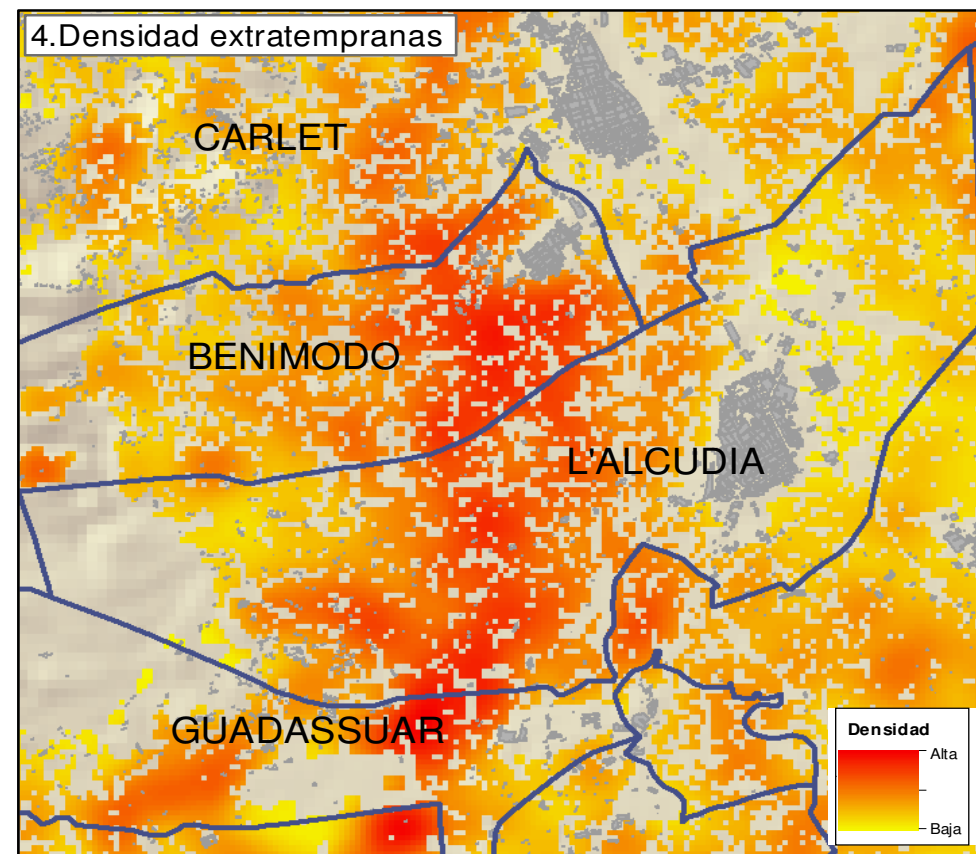 4.Densidad extratempranas
CARLET
BENIMODO
L'ALCUDIA
GUADASSUAR
Densidad
Alta
Baja